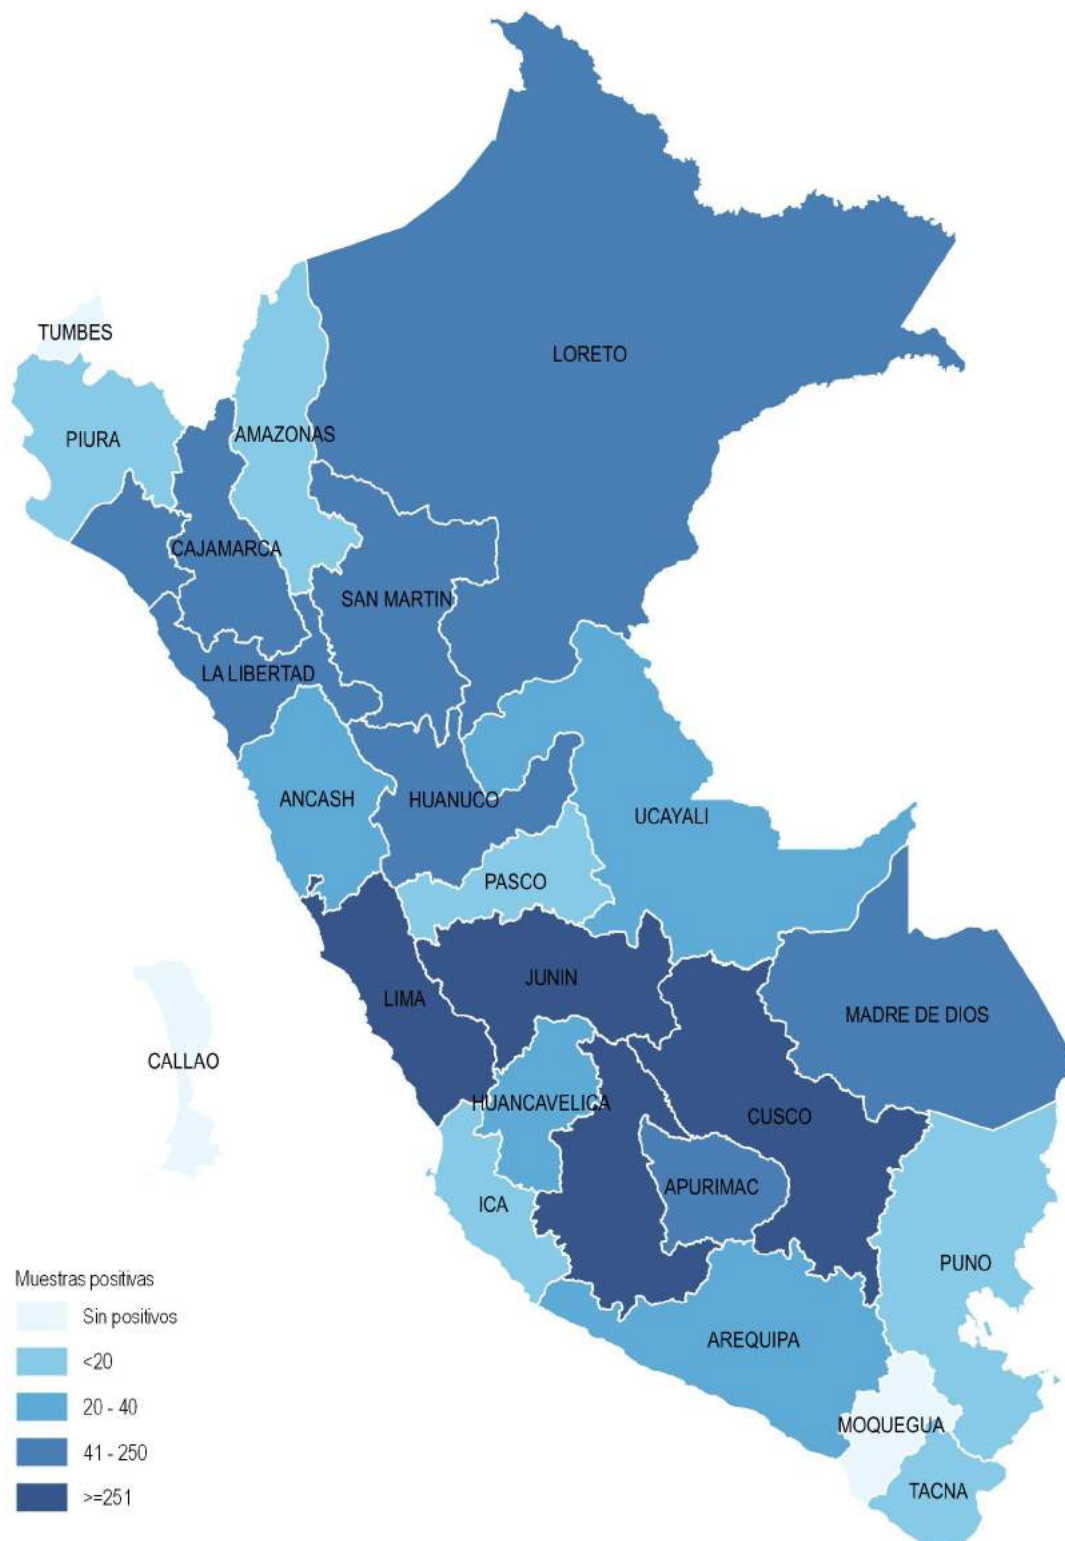 TUMBES
LORETO
PIURA
AMAZONAS
CAJAMARCA
SAN MARTIN
LA LIBERTAD
ANCASH
HUANUCO
UCAYALI
PASCO
JUNIN
LIMA
MADRE DE DIOS
CALLAO
HUANCAVELICA
CUSCO
APURIMAC
ICA
PUNO
AREQUIPA
MOQUEGUA
TACNA
Muestras positivas
Sin positivos
<20
20 - 40
41 - 250
>=251